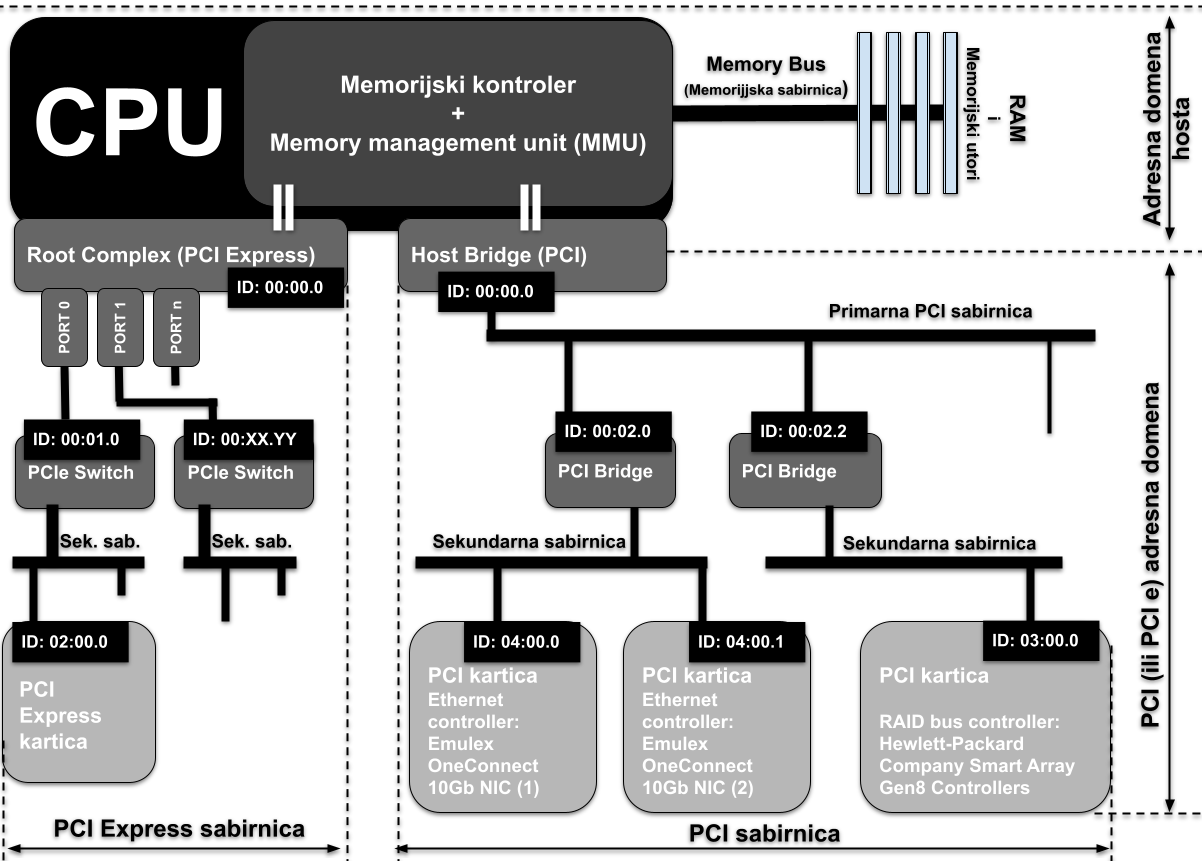 CPU
Memorijski kontroler
+
Memory management unit (MMU)
Memory Bus
(Memorijjska sabirnica)
Memorijski utori
i
RAM
Adresna domena
hosta
Root Complex (PCI Express)
ID: 00:00.0
Host Bridge (PCI)
ID: 00:00.0
PORT 0
PORT 1
PORT n
Primarna PCI sabirnica
ID: 00:01.0
PCIe Switch
ID: 00:XX.YY
PCIe Switch
ID: 00:02.0
PCI Bridge
ID: 00:02.2
PCI Bridge
Sek. sab.
Sek. sab.
Sekundarna sabirnica
Sekundarna sabirnica
ID: 02:00.0
PCI
Express
kartica
ID: 04:00.0
PCI kartica
Ethernet
controller:
Emulex
OneConnect
10Gb NIC (1)
ID: 04:00.1
PCI kartica
Ethernet
controller:
Emulex
OneConnect
10Gb NIC (2)
ID: 03:00.0
PCI kartica
RAID bus controller:
Hewlett-Packard
Company Smart Array
Gen8 Controllers
PCI (ili PCI e) adresna domena
PCI Express sabirnica
PCI sabirnica